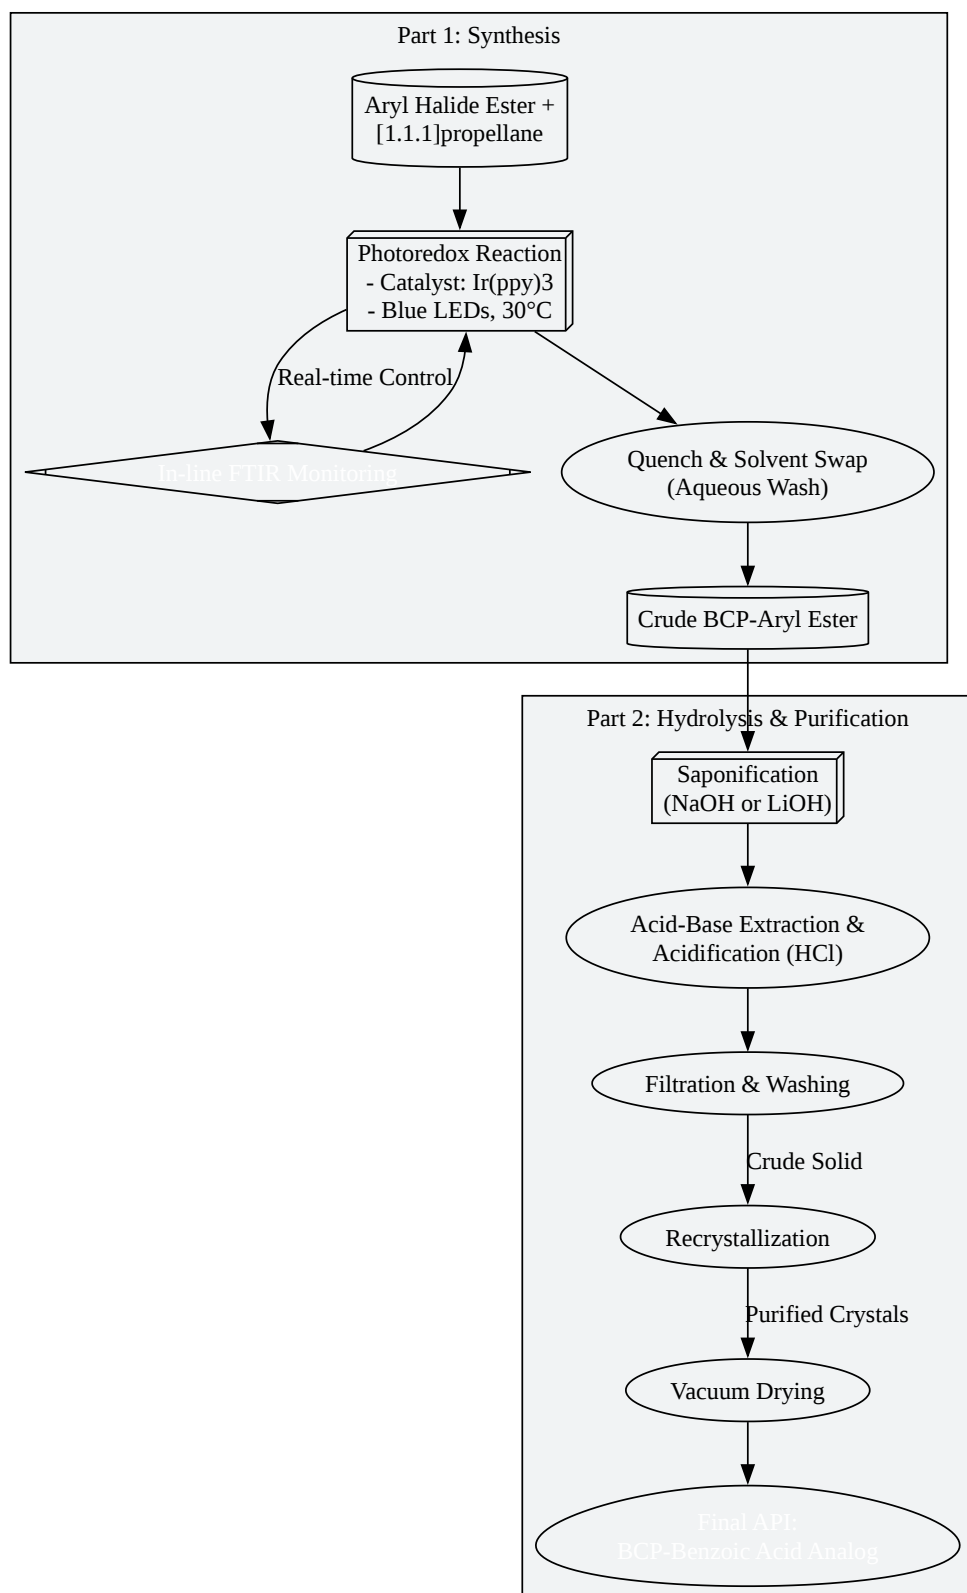 Part 1: Synthesis
Aryl Halide Ester +
[1.1.1]propellane
Photoredox Reaction
- Catalyst: Ir(ppy)3
- Blue LEDs, 30°C
Real-time Control
In-line FTIR Monitoring
Quench & Solvent Swap
(Aqueous Wash)
Crude BCP-Aryl Ester
Part 2: Hydrolysis & Purification
Saponification
(NaOH or LiOH)
Acid-Base Extraction &
Acidification (HCl)
Filtration & Washing
Crude Solid
Recrystallization
Purified Crystals
Vacuum Drying
Final API:
BCP-Benzoic Acid Analog